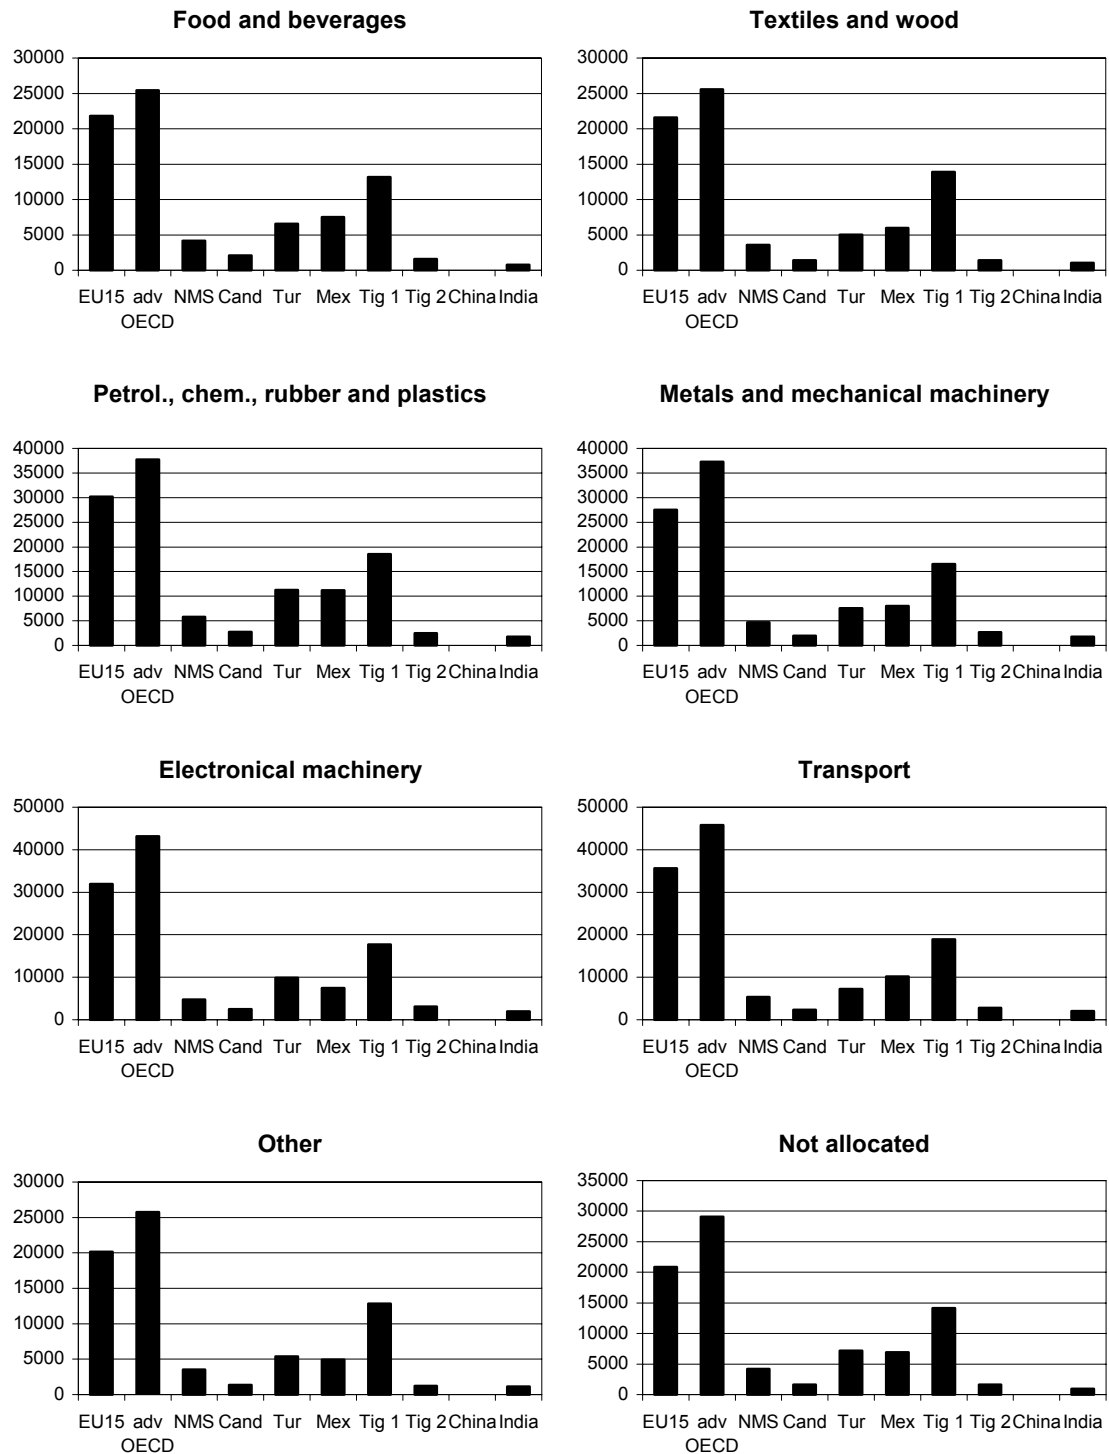 Food and beverages
30000
25000
20000
15000
10000
5000
0
EU15 adv NMS Cand Tur Mex Tig 1 Tig 2 China India
OECD
Textiles and wood
30000
25000
20000
15000
10000
5000
0
EU15 adv NMS Cand Tur Mex Tig 1 Tig 2 China India
OECD
Petrol., chem., rubber and plastics
40000
35000
30000
25000
20000
15000
10000
5000
0
EU15 adv NMS Cand Tur Mex Tig 1 Tig 2 China India
OECD
Metals and mechanical machinery
40000
35000
30000
25000
20000
15000
10000
5000
0
EU15 adv NMS Cand Tur Mex Tig 1 Tig 2 China India
OECD
Electronical machinery
50000
40000
30000
20000
10000
0
EU15 adv NMS Cand Tur Mex Tig 1 Tig 2 China India
OECD
Transport
50000
40000
30000
20000
10000
0
EU15 adv NMS Cand Tur Mex Tig 1 Tig 2 China India
OECD
Other
30000
25000
20000
15000
10000
5000
0
EU15 adv NMS Cand Tur Mex Tig 1 Tig 2 China India
OECD
Not allocated
35000
30000
25000
20000
15000
10000
5000
0
EU15 adv NMS Cand Tur Mex Tig 1 Tig 2 China India
OECD